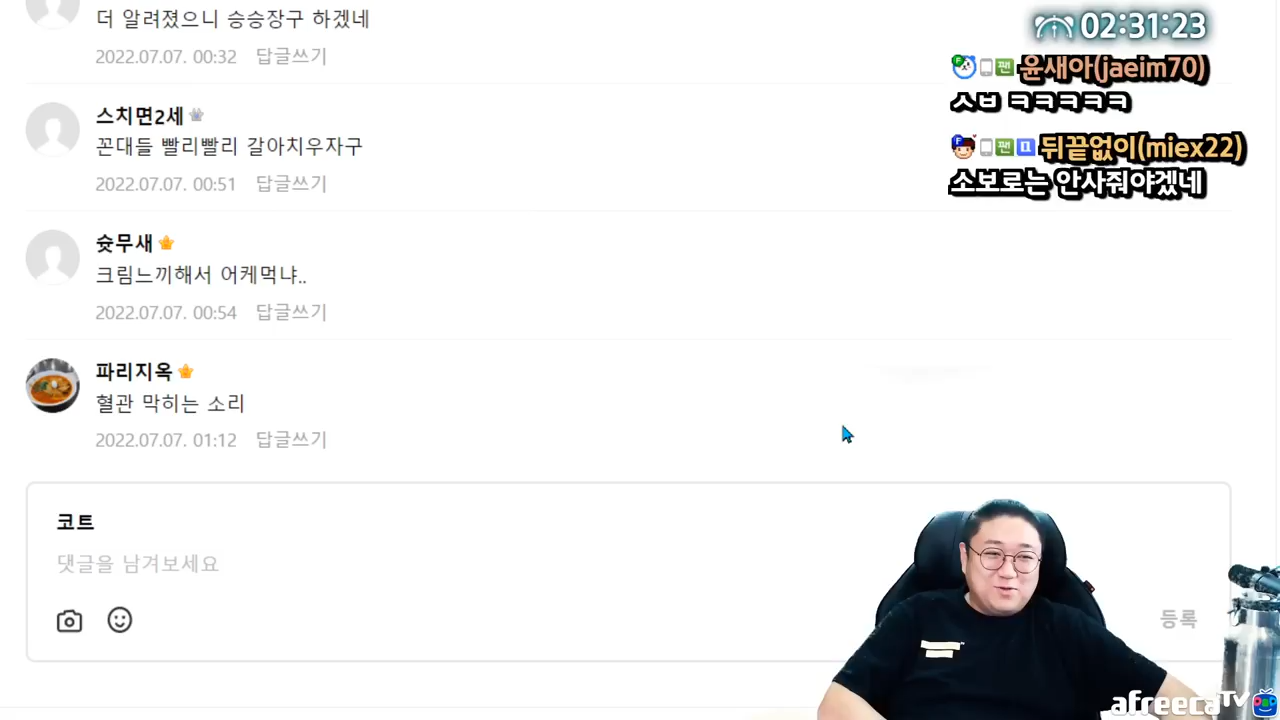 더 알려졌으니 승승장구 하겠네
2022.07.07. 00:32 답글쓰기
스치면2세
꼰대들 빨리빨리 갈아치우자구
2022.07.07. 00:51 답글쓰기
슛무새
크림느끼해서 어케먹냐..
2022.07.07. 00:54 답글쓰기
파리지옥
혈관 막히는 소리
2022.07.07. 01:12 답글쓰기
코트
댓글을 남겨보세요
등록
02:31:23
팬 윤새아(jaeim70)
ㅅㅂ ㅋㅋㅋㅋㅋ
팬 뒤끝없이(miex22)
소보로는 안사줘야겠네
afreecaTV